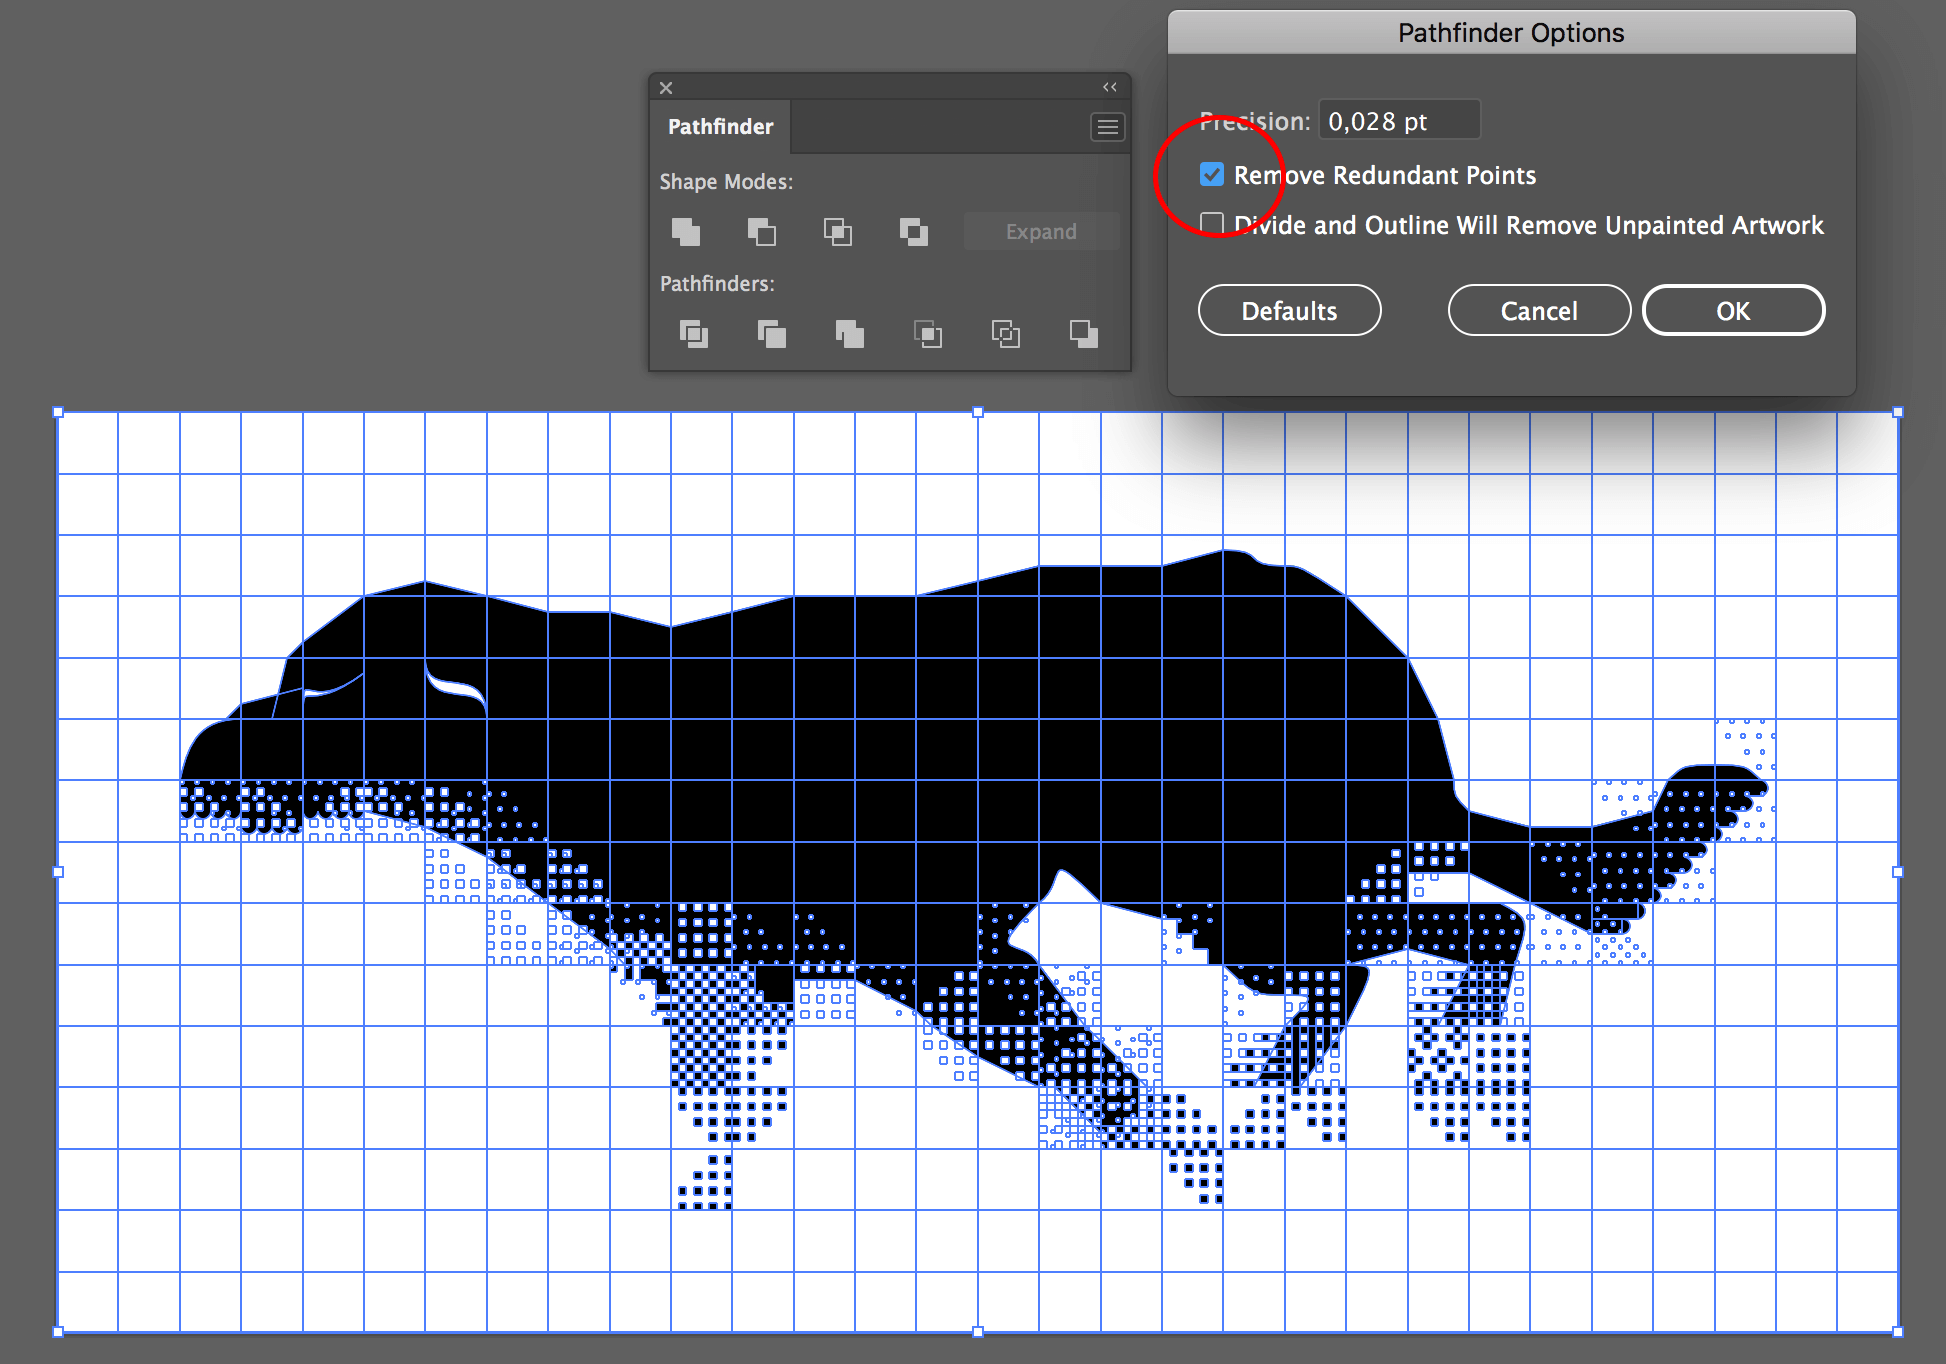 Pathfinder Options
Precision: 0,028 pt
Remove Redundant Points
Divide and Outline Will Remove Unpainted Artwork
Defaults
Cancel
OK
Pathfinder
Shape Modes:
Expand
Pathfinders: